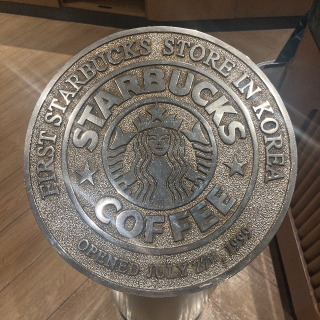 FIRST STARBUCKS STORE IN KOREA
STARBUCKS
COFFEE
OPENED JULY 27th, 1999